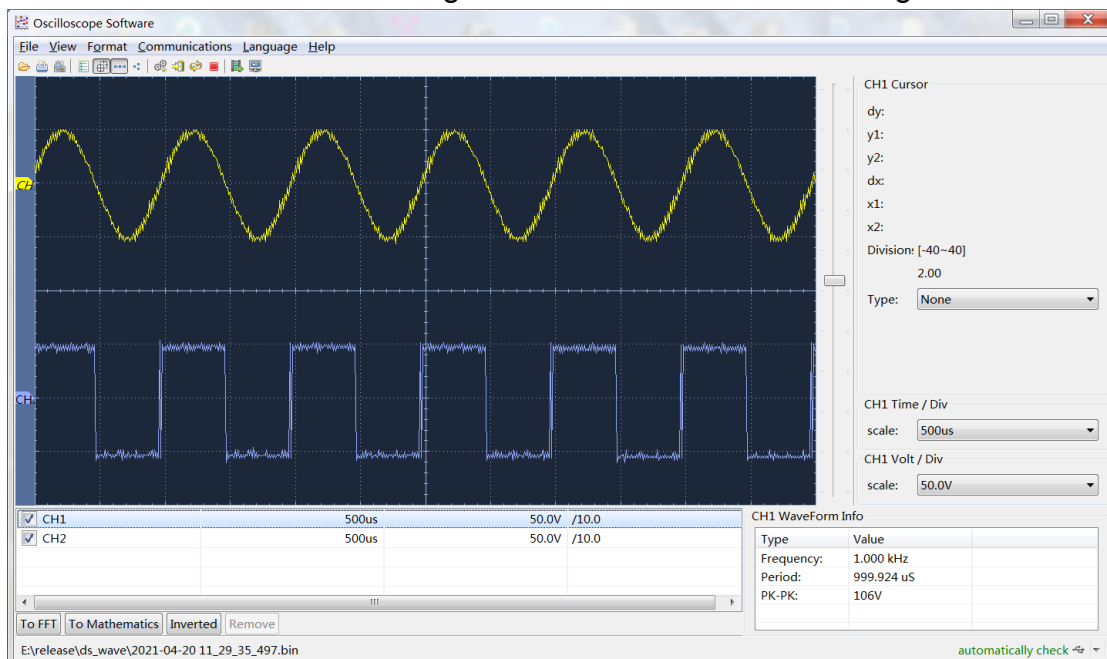 Oscilloscope Software
File View Format Communications Language Help
CH1 Cursor
dy:
y1:
y2:
dx:
x1:
x2:
Division: [-40~40]
2.00
Type: None
CH
CH
CH1 Time / Div
scale: 500us
CH1 Volt / Div
scale: 50.0V
CH1 500us 50.0V /10.0
CH2 500us 50.0V /10.0
CH1 WaveForm Info
Type Value
Frequency: 1.000 kHz
Period: 999.924 uS
PK-PK: 106V
To FFT To Mathematics Inverted Remove
E:\release\ds_wave\2021-04-20 11_29_35_497.bin automatically check